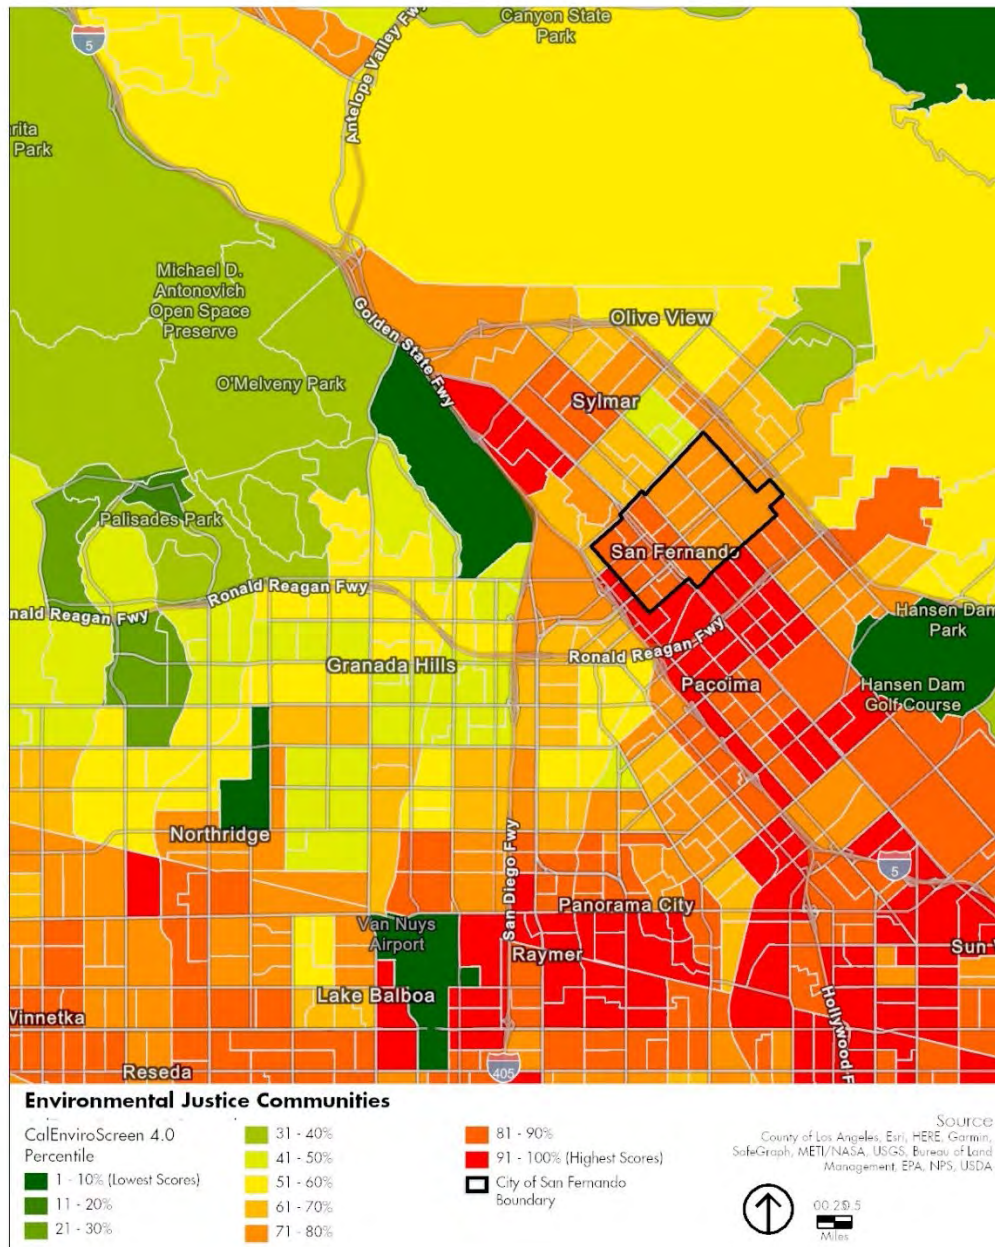 Canyon State
Park
5
Antelope Valley Fwy
rita
Park
Michael D.
Antonovich
Open Space
Preserve
Golden State Fwy
Olive View
O'Melveny Park
Sylmar
Palisades Park
San Fernando
Ronald Reagan Fwy
nald Reagan Fwy
Hansen Dam
Park
Ronald Reagan Fwy
Granada Hills
Pacoima
Hansen Dam
Golf Course
Northridge
San Diego Fwy
5
Panorama City
Van Nuys
Airport
Raymer
Sun
Lake Balboa
Winnetka
Hollywood F
Reseda
405
Environmental Justice Communities
CalEnviroScreen 4.0
Percentile
1 - 10% (Lowest Scores)
11 - 20%
21 - 30%
31 - 40%
41 - 50%
51 - 60%
61 - 70%
71 - 80%
81 - 90%
91 - 100% (Highest Scores)
City of San Fernando
Boundary
Source
County of Los Angeles, Esri, HERE, Garmin,
SafeGraph, METI/NASA, USGS, Bureau of Land
Management, EPA, NPS, USDA
Miles